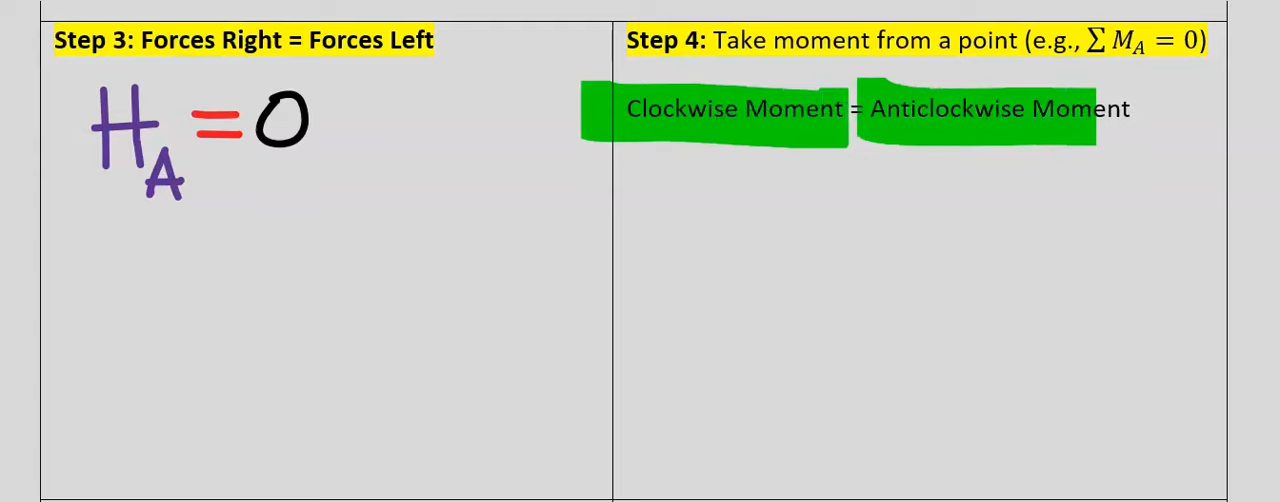 Step 3: Forces Right = Forces Left
H_A = 0
Step 4: Take moment from a point (e.g., ∑ M_A = 0)
Clockwise Moment = Anticlockwise Moment